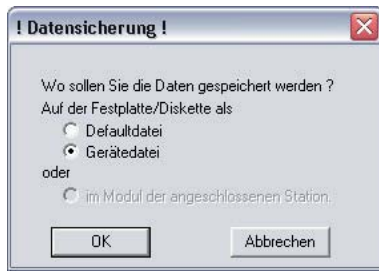 ! Datensicherung !
Wo sollen Sie die Daten gespeichert werden ?
Auf der Festplatte/Diskette als
Defaultdatei
Gerätedatei
oder
im Modul der angeschlossenen Station.
OK Abbrechen